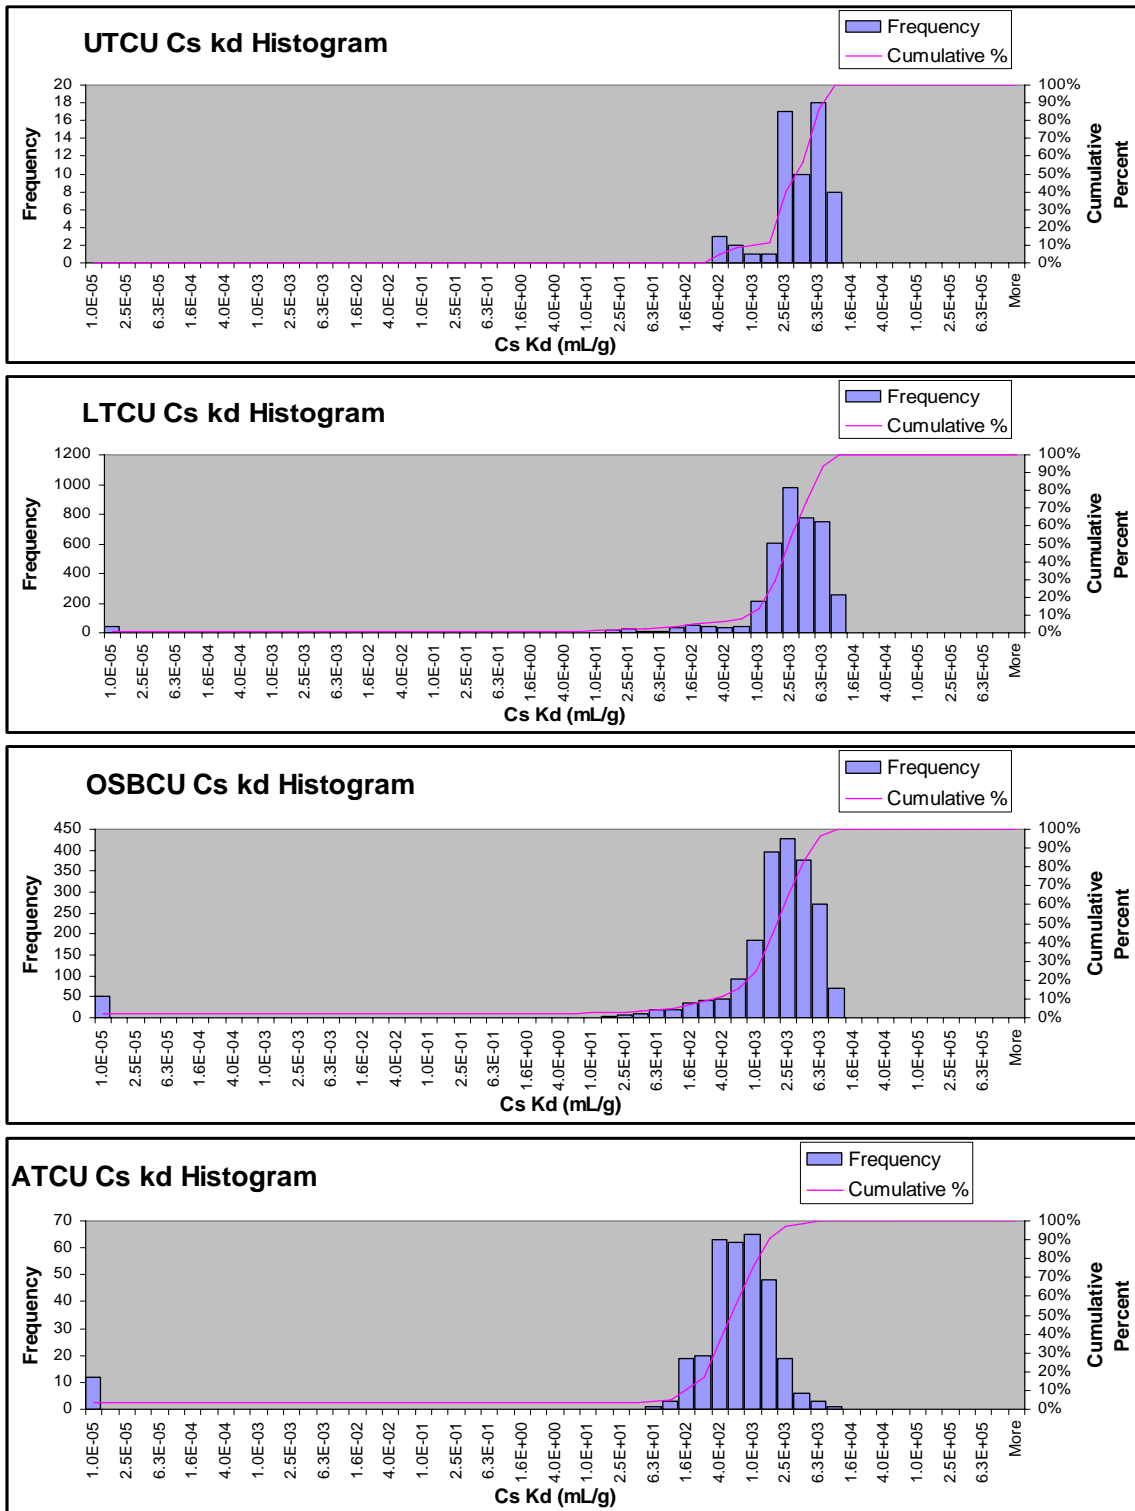 UTCU Cs kd Histogram
Frequency
Cumulative %
Frequency
20
18
16
14
12
10
8
6
4
2
0
100%
90%
80%
70%
60%
50%
40%
30%
20%
10%
0%
Cumulative
Percent
1.0E-05
2.5E-05
6.3E-05
1.6E-04
4.0E-04
1.0E-03
2.5E-03
6.3E-03
1.6E-02
4.0E-02
1.0E-01
2.5E-01
6.3E-01
1.6E+00
4.0E+00
1.0E+01
2.5E+01
6.3E+01
1.6E+02
4.0E+02
1.0E+03
2.5E+03
6.3E+03
1.6E+04
4.0E+04
1.0E+05
2.5E+05
6.3E+05
More
Cs Kd (mL/g)
LTCU Cs kd Histogram
Frequency
Cumulative %
Frequency
1200
1000
800
600
400
200
0
100%
90%
80%
70%
60%
50%
40%
30%
20%
10%
0%
Cumulative
Percent
1.0E-05
2.5E-05
6.3E-05
1.6E-04
4.0E-04
1.0E-03
2.5E-03
6.3E-03
1.6E-02
4.0E-02
1.0E-01
2.5E-01
6.3E-01
1.6E+00
4.0E+00
1.0E+01
2.5E+01
6.3E+01
1.6E+02
4.0E+02
1.0E+03
2.5E+03
6.3E+03
1.6E+04
4.0E+04
1.0E+05
2.5E+05
6.3E+05
More
Cs Kd (mL/g)
OSBCU Cs kd Histogram
Frequency
Cumulative %
Frequency
450
400
350
300
250
200
150
100
50
0
100%
90%
80%
70%
60%
50%
40%
30%
20%
10%
0%
Cumulative
Percent
1.0E-05
2.5E-05
6.3E-05
1.6E-04
4.0E-04
1.0E-03
2.5E-03
6.3E-03
1.6E-02
4.0E-02
1.0E-01
2.5E-01
6.3E-01
1.6E+00
4.0E+00
1.0E+01
2.5E+01
6.3E+01
1.6E+02
4.0E+02
1.0E+03
2.5E+03
6.3E+03
1.6E+04
4.0E+04
1.0E+05
2.5E+05
6.3E+05
More
Cs Kd (mL/g)
ATCU Cs kd Histogram
Frequency
Cumulative %
Frequency
70
60
50
40
30
20
10
0
100%
90%
80%
70%
60%
50%
40%
30%
20%
10%
0%
Cumulative
Percent
1.0E-05
2.5E-05
6.3E-05
1.6E-04
4.0E-04
1.0E-03
2.5E-03
6.3E-03
1.6E-02
4.0E-02
1.0E-01
2.5E-01
6.3E-01
1.6E+00
4.0E+00
1.0E+01
2.5E+01
6.3E+01
1.6E+02
4.0E+02
1.0E+03
2.5E+03
6.3E+03
1.6E+04
4.0E+04
1.0E+05
2.5E+05
6.3E+05
More
Cs Kd (mL/g)